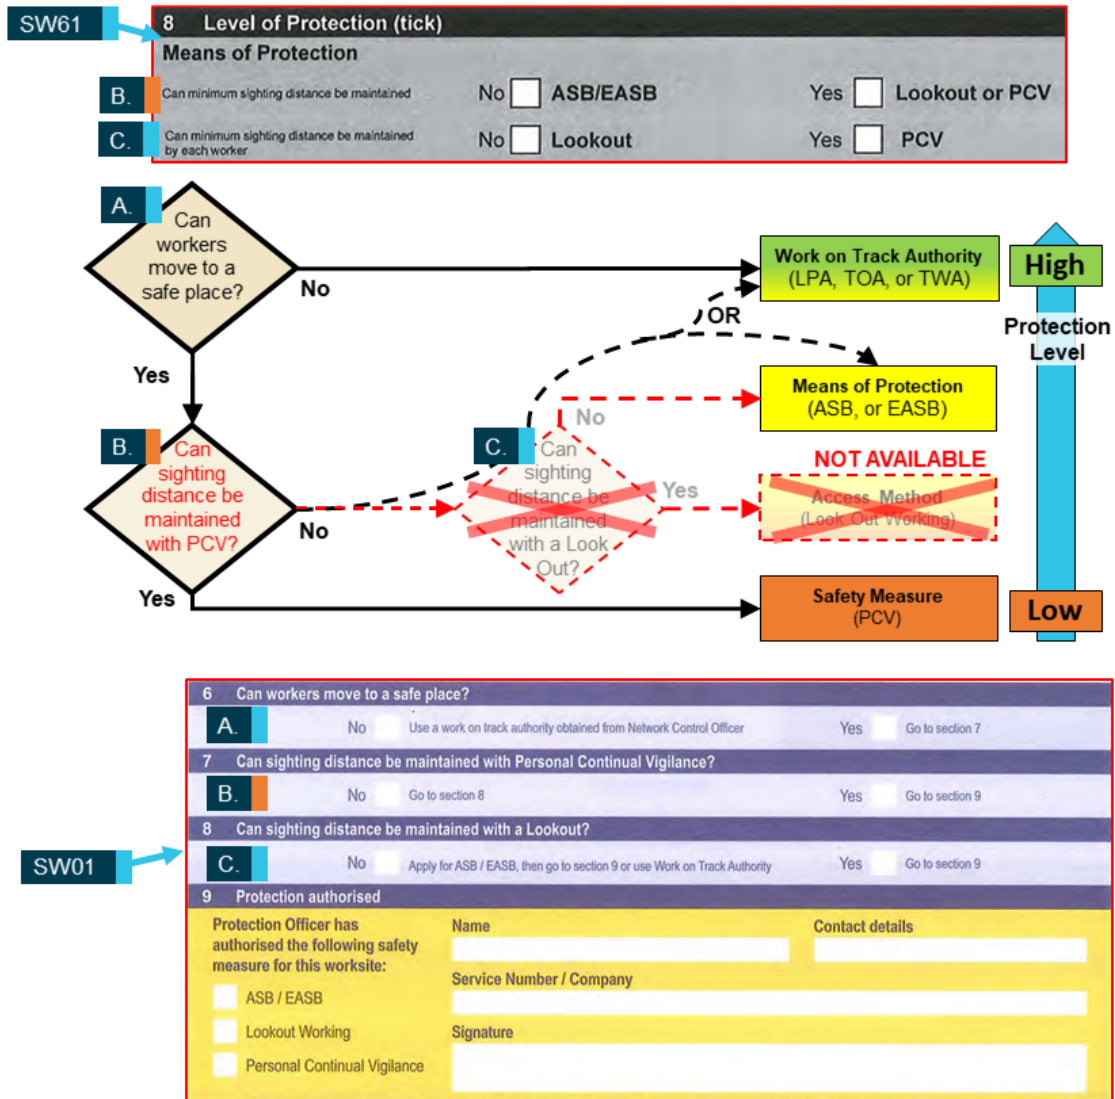 SW61
8 Level of Protection (tick)
Means of Protection
B. Can minimum sighting distance be maintained No ASB/EASB Yes Lookout or PCV
C. Can minimum sighting distance be maintained
by each worker No Lookout Yes PCV
A.
Can
workers
move to a
safe place?
No
Yes
Work on Track Authority
(LPA, TOA, or TWA)
High
OR
Protection
Level
Means of Protection
(ASB, or EASB)
B.
Can
sighting
distance be
maintained
with PCV?
No
Yes
C.
Can
sighting
distance be
maintained
with a Look
Out?
No
Yes
NOT AVAILABLE
Access Method
(Look Out Working)
Safety Measure
(PCV)
Low
6 Can workers move to a safe place?
A. No Use a work on track authority obtained from Network Control Officer Yes Go to section 7
7 Can sighting distance be maintained with Personal Continual Vigilance?
B. No Go to section 8 Yes Go to section 9
8 Can sighting distance be maintained with a Lookout?
SW01
C. No Apply for ASB / EASB, then go to section 9 or use Work on Track Authority Yes Go to section 9
9 Protection authorised
Protection Officer has
authorised the following safety
measure for this worksite:
ASB / EASB
Lookout Working
Personal Continual Vigilance
Name
Contact details
Service Number / Company
Signature